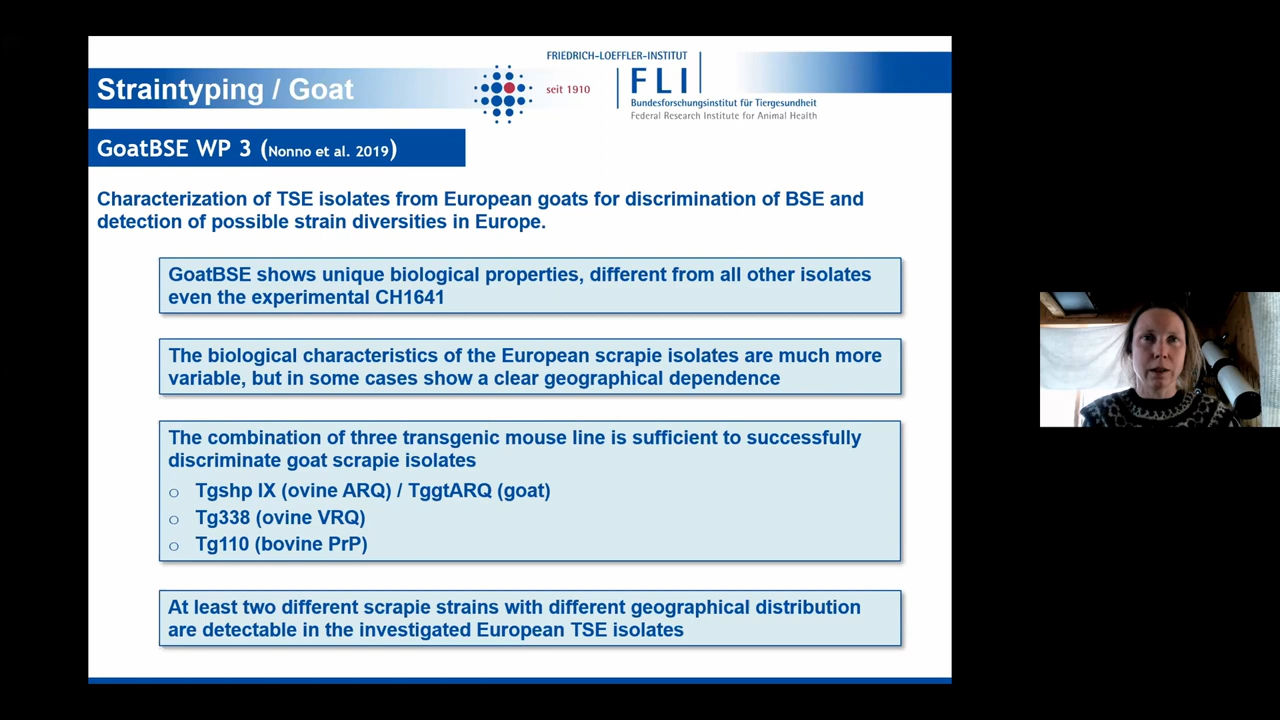 FRIEDRICH-LOEFFLER-INSTITUT
Straintyping / Goat
seit 1910
FLI
Bundesforschungsinstitut für Tiergesundheit
Federal Research Institute for Animal Health
GoatBSE WP 3 (Nonno et al. 2019)
Characterization of TSE isolates from European goats for discrimination of BSE and
detection of possible strain diversities in Europe.
GoatBSE shows unique biological properties, different from all other isolates
even the experimental CH1641
The biological characteristics of the European scrapie isolates are much more
variable, but in some cases show a clear geographical dependence
The combination of three transgenic mouse line is sufficient to successfully
discriminate goat scrapie isolates
o Tgshp IX (ovine ARQ) / TggtARQ (goat)
o Tg338 (ovine VRQ)
o Tg110 (bovine PrP)
At least two different scrapie strains with different geographical distribution
are detectable in the investigated European TSE isolates